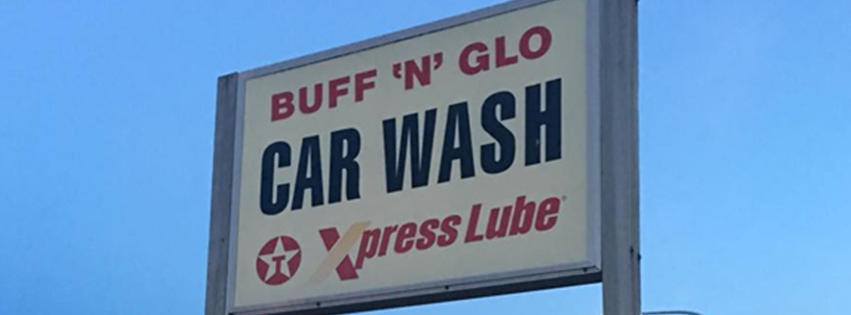 BUFF 'N' GLO
CAR WASH
T Xpress Lube